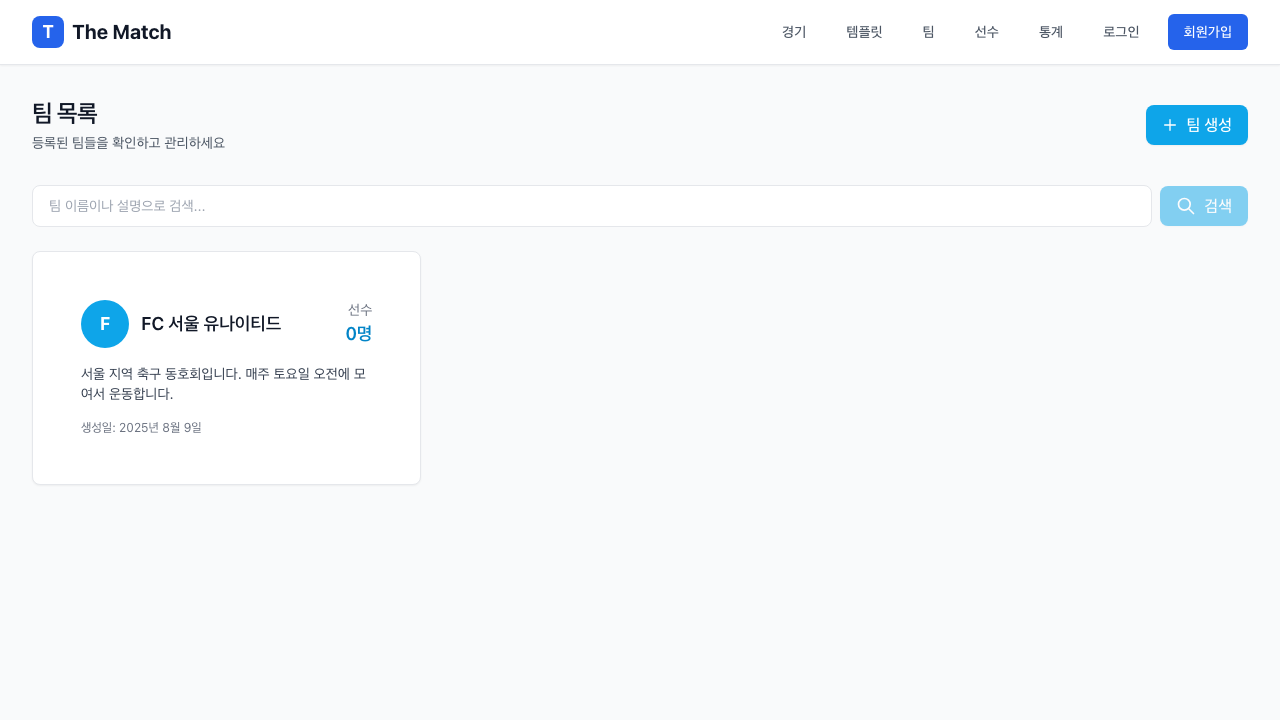 T The Match 경기 템플릿 팀 선수 통계 로그인 회원가입
팀 목록
등록된 팀들을 확인하고 관리하세요
팀 생성
팀 이름이나 설명으로 검색...
검색
F FC 서울 유나이티드
선수
0명
서울 지역 축구 동호회입니다. 매주 토요일 오전에 모
여서 운동합니다.
생성일: 2025년 8월 9일